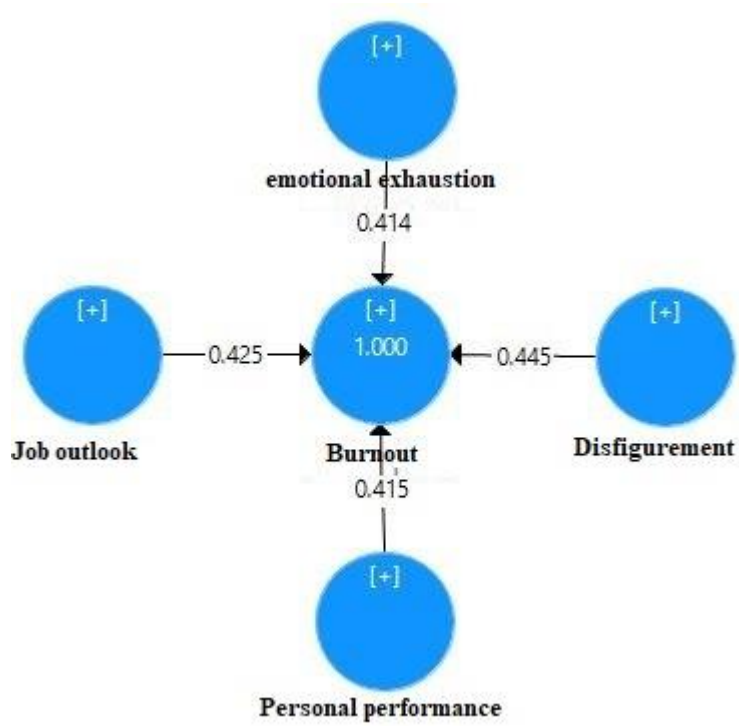 [+]
emotional exhaustion
0.414
[+]
Job outlook
0.425
[+]
1.000
Burnout
0.445
[+]
Disfigurement
0.415
[+]
Personal performance